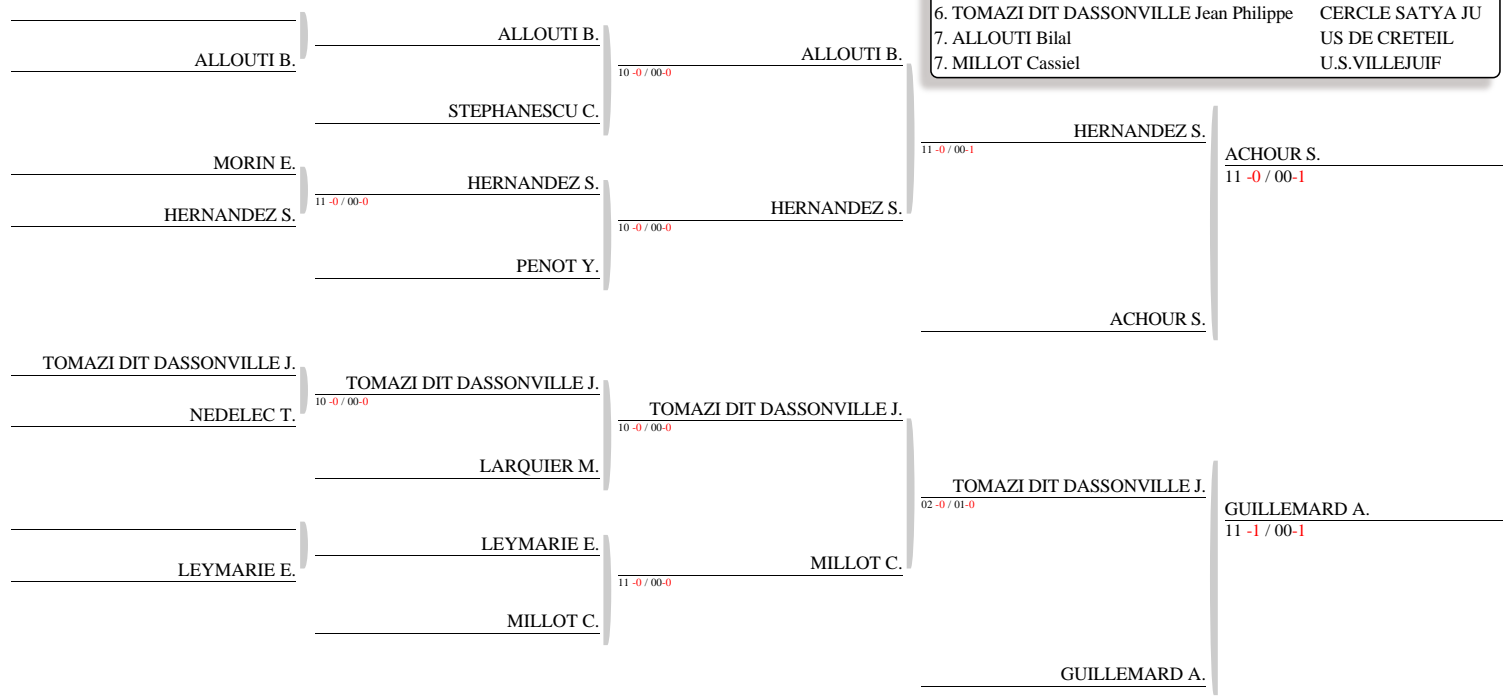 6. TOMAZI DIT DASSONVILLE Jean Philippe CERCLE SATYA JU
7. ALLOUTI Bilal US DE CRETEIL
7. MILLOT Cassiel U.S.VILLEJUIF
ALLOUTI B.
ALLOUTI B.
STEPHANESCU C.
ALLOUTI B.
10 -0 / 00-0
MORIN E.
HERNANDEZ S.
HERNANDEZ S.
11 -0 / 00-0
PENOT Y.
HERNANDEZ S.
10 -0 / 00-0
HERNANDEZ S.
11 -0 / 00-1
ACHOUR S.
ACHOUR S.
11 -0 / 00-1
TOMAZI DIT DASSONVILLE J.
NEDELEC T.
TOMAZI DIT DASSONVILLE J.
10 -0 / 00-0
LARQUIER M.
TOMAZI DIT DASSONVILLE J.
10 -0 / 00-0
LEYMARIE E.
LEYMARIE E.
MILLOT C.
MILLOT C.
11 -0 / 00-0
TOMAZI DIT DASSONVILLE J.
02 -0 / 01-0
GUILLEMARD A.
GUILLEMARD A.
11 -1 / 00-1